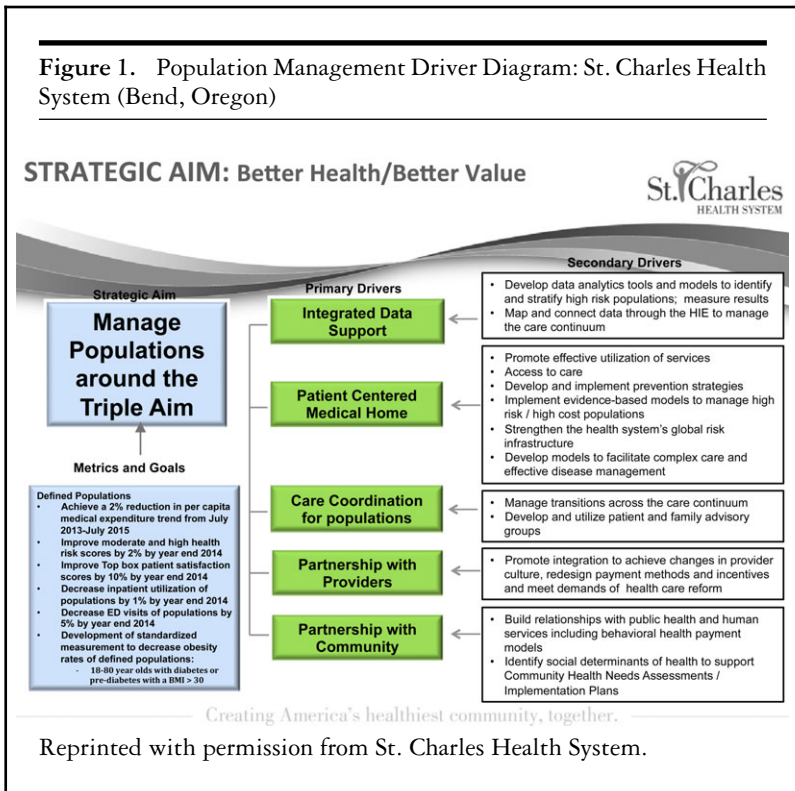 Figure 1. Population Management Driver Diagram: St. Charles Health
System (Bend, Oregon)
STRATEGIC AIM: Better Health/Better Value
St. Charles
HEALTH SYSTEM
Strategic Aim
Manage
Populations
around the
Triple Aim
Metrics and Goals
Defined Populations
• Achieve a 2% reduction in per capita
medical expenditure trend from July
2013-July 2015
• Improve moderate and high health
risk scores by 2% by year end 2014
• Improve Top box patient satisfaction
scores by 10% by year end 2014
• Decrease inpatient utilization of
populations by 1% by year end 2014
• Decrease ED visits of populations by
5% by year end 2014
• Development of standardized
measurement to decrease obesity
rates of defined populations:
- 18-80 year olds with diabetes or
pre-diabetes with a BMI > 30
Primary Drivers
Integrated Data
Support
Patient Centered
Medical Home
Care Coordination
for populations
Partnership with
Providers
Partnership with
Community
Secondary Drivers
• Develop data analytics tools and models to identify
and stratify high risk populations; measure results
• Map and connect data through the HIE to manage
the care continuum
• Promote effective utilization of services
• Access to care
• Develop and implement prevention strategies
• Implement evidence-based models to manage high
risk / high cost populations
• Strengthen the health system's global risk
infrastructure
• Develop models to facilitate complex care and
effective disease management
• Manage transitions across the care continuum
• Develop and utilize patient and family advisory
groups
• Promote integration to achieve changes in provider
culture, redesign payment methods and incentives
and meet demands of health care reform
• Build relationships with public health and human
services including behavioral health payment
models
• Identify social determinants of health to support
Community Health Needs Assessments /
Implementation Plans
Creating America's healthiest community, together.
Reprinted with permission from St. Charles Health System.